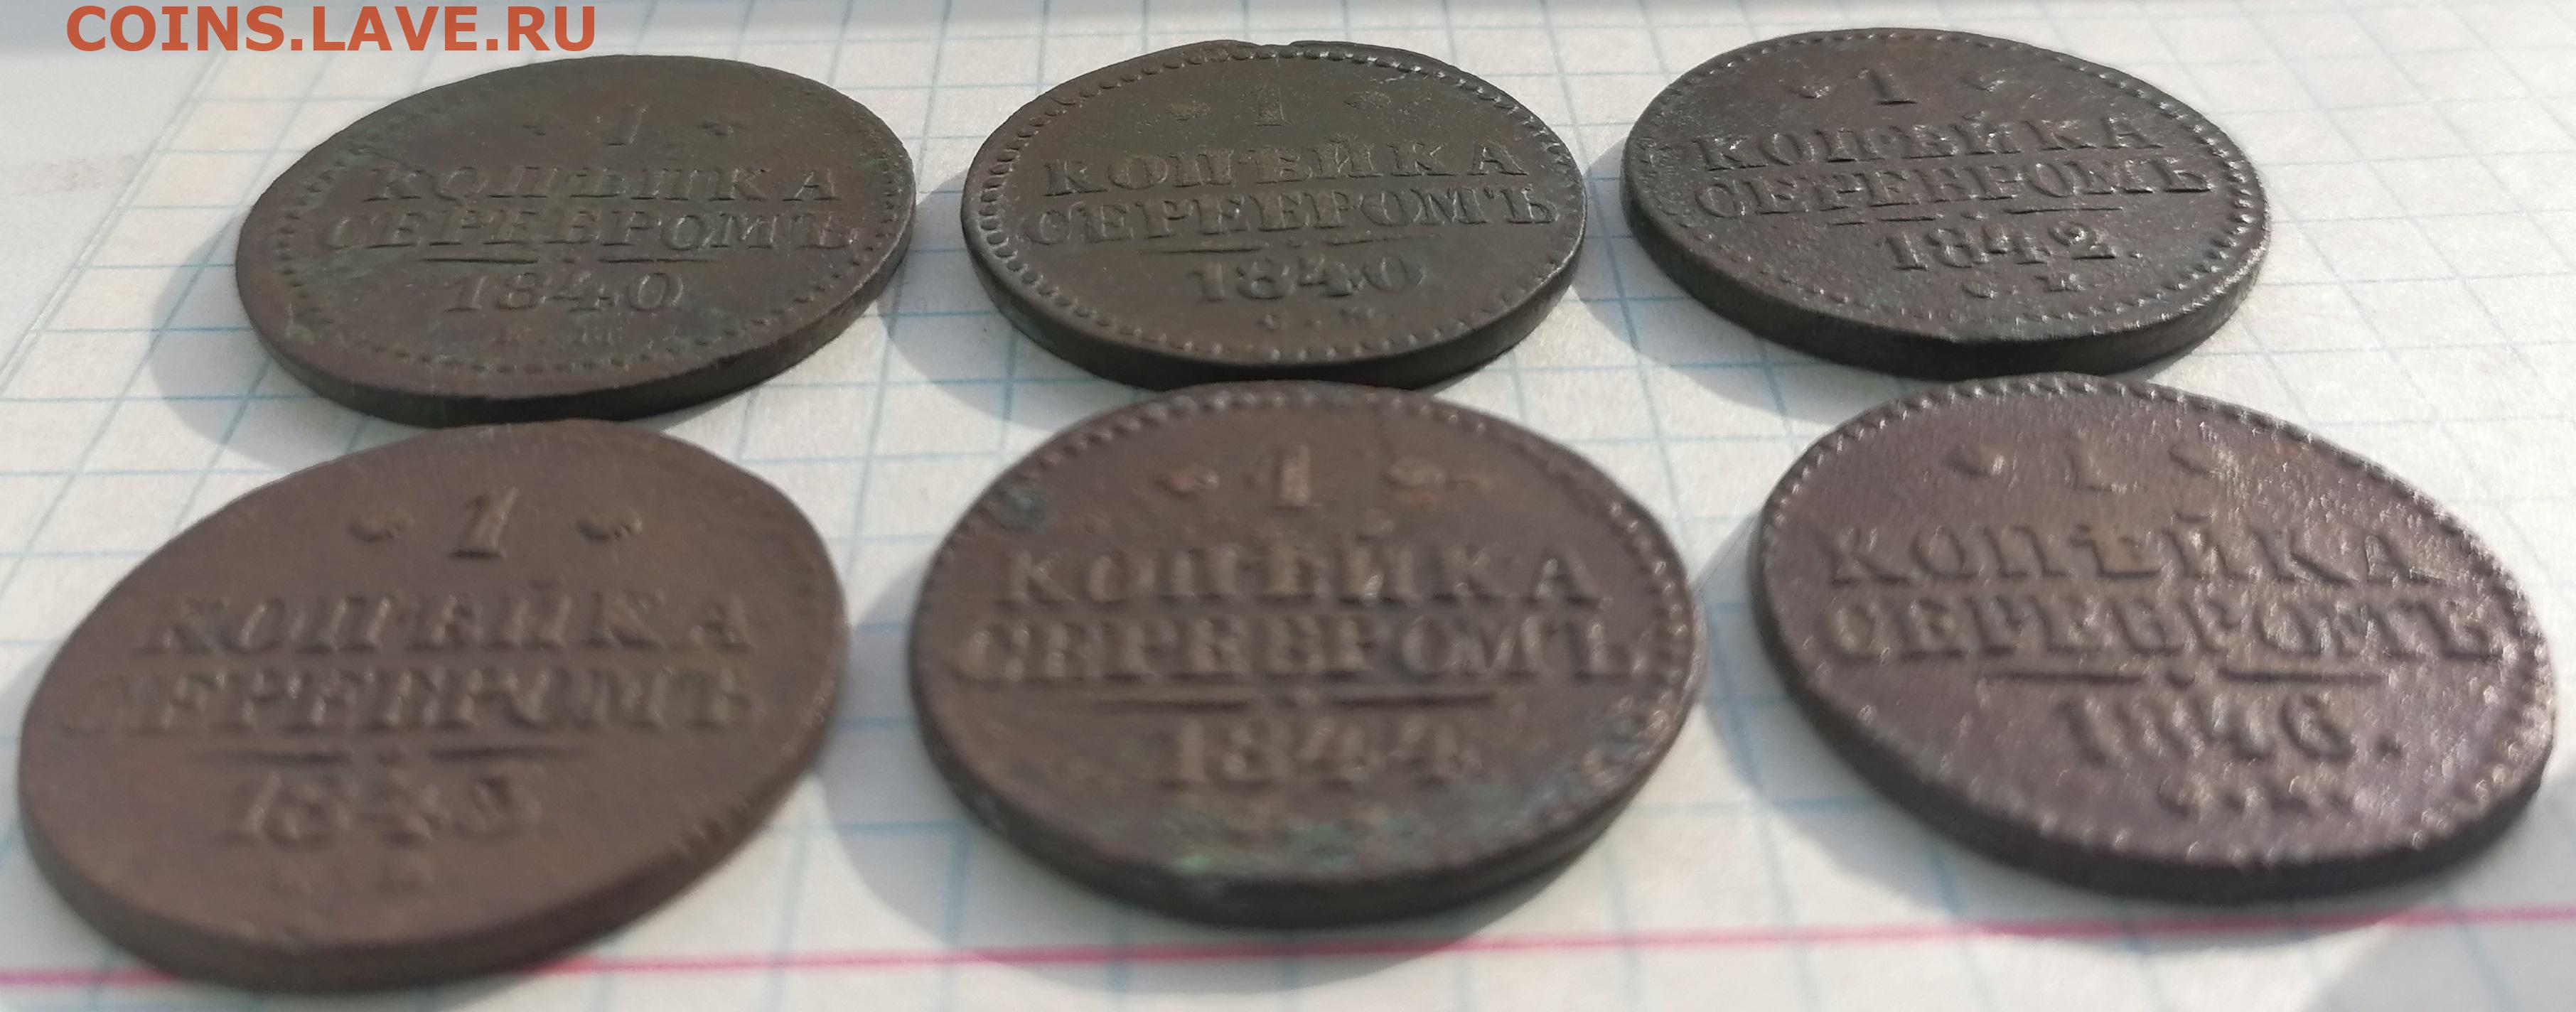 COINS.LAVE.RU
1
КОПѢЙКА
СЕРЕБРОМЪ
1840
1
КОПѢЙКА
СЕРЕБРОМЪ
1840
С.М.
1
КОПѢЙКА
СЕРЕБРОМЪ
1842.
1
КОПѢЙКА
СЕРЕБРОМЪ
1
КОПѢЙКА
СЕРЕБРОМЪ
1844
1
КОПѢЙКА
СЕРЕБРОМЪ
1846.
С.М.